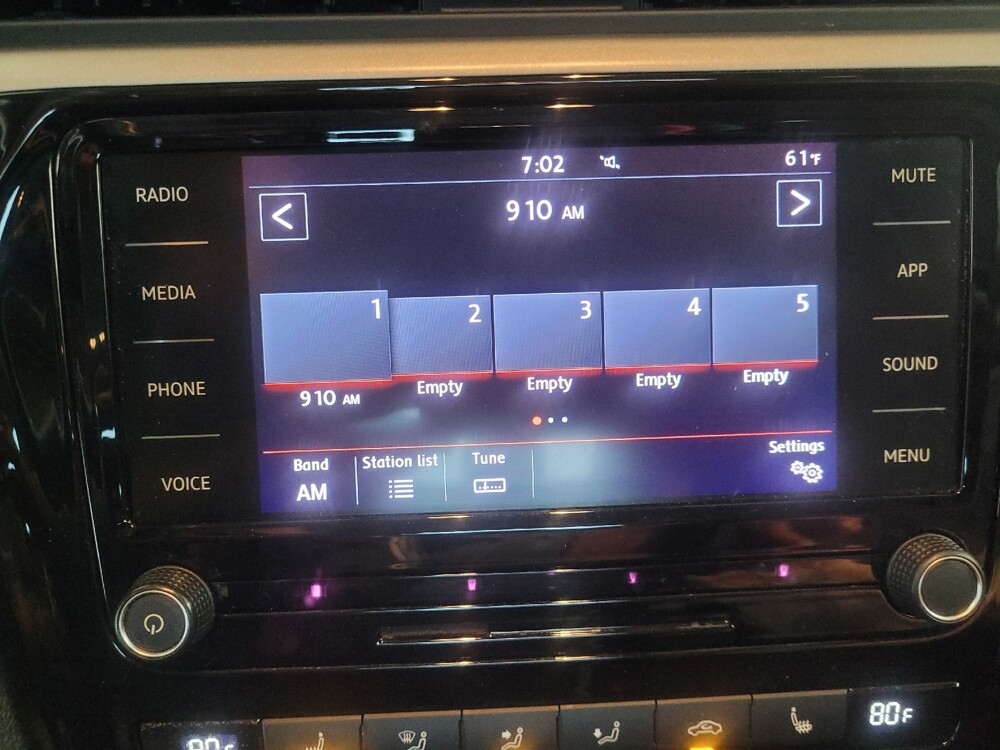 7:02 61°F
RADIO
MUTE
< 910 AM >
MEDIA
APP
1 2 3 4 5
910 AM Empty Empty Empty Empty
PHONE
SOUND
VOICE
MENU
Band Station list Tune Settings
AM
80°F